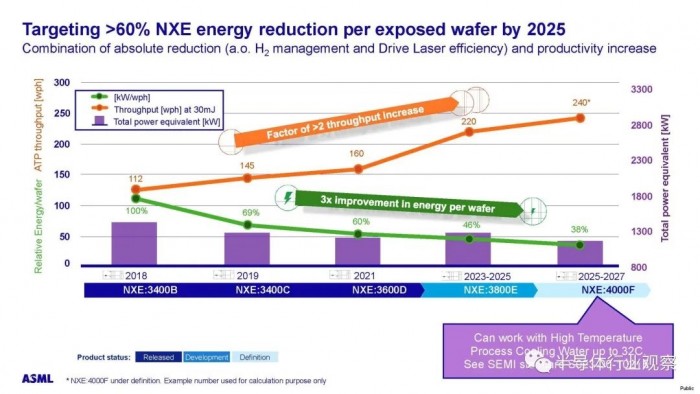 Targeting >60% NXE energy reduction per exposed wafer by 2025
Combination of absolute reduction (a.o. H2 management and Drive Laser efficiency) and productivity increase
300
250
200
150
100
50
0
ATP throughput [wph]
Relative Energy/wafer
[kW/wph]
Throughput [wph] at 30mJ
Total power equivalent [kW]
Factor of >2 throughput increase
3x improvement in energy per wafer
112
145
160
220
240*
100%
69%
60%
46%
38%
3300
2800
2300
1800
1300
800
Total power equivalent [kW]
2018
2019
2021
2023-2025
2025-2027
NXE:3400B
NXE:3400C
NXE:3600D
NXE:3800E
NXE:4000F
Can work with High Temperature
Process Cooling Water up to 32C
See SEMI
半导体行业观察
Product status:
Released
Development
Definition
ASML
* NXE:4000F under definition. Example number used for calculation purpose only
Public